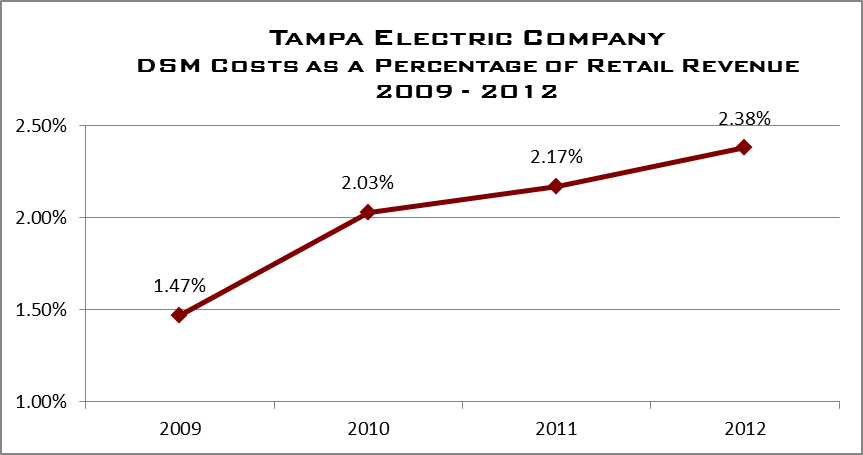 Tampa Electric Company
DSM Costs as a Percentage of Retail Revenue
2009 - 2012
2.50%
2.38%
2.17%
2.03%
2.00%
1.47%
1.50%
1.00%
2009 2010 2011 2012